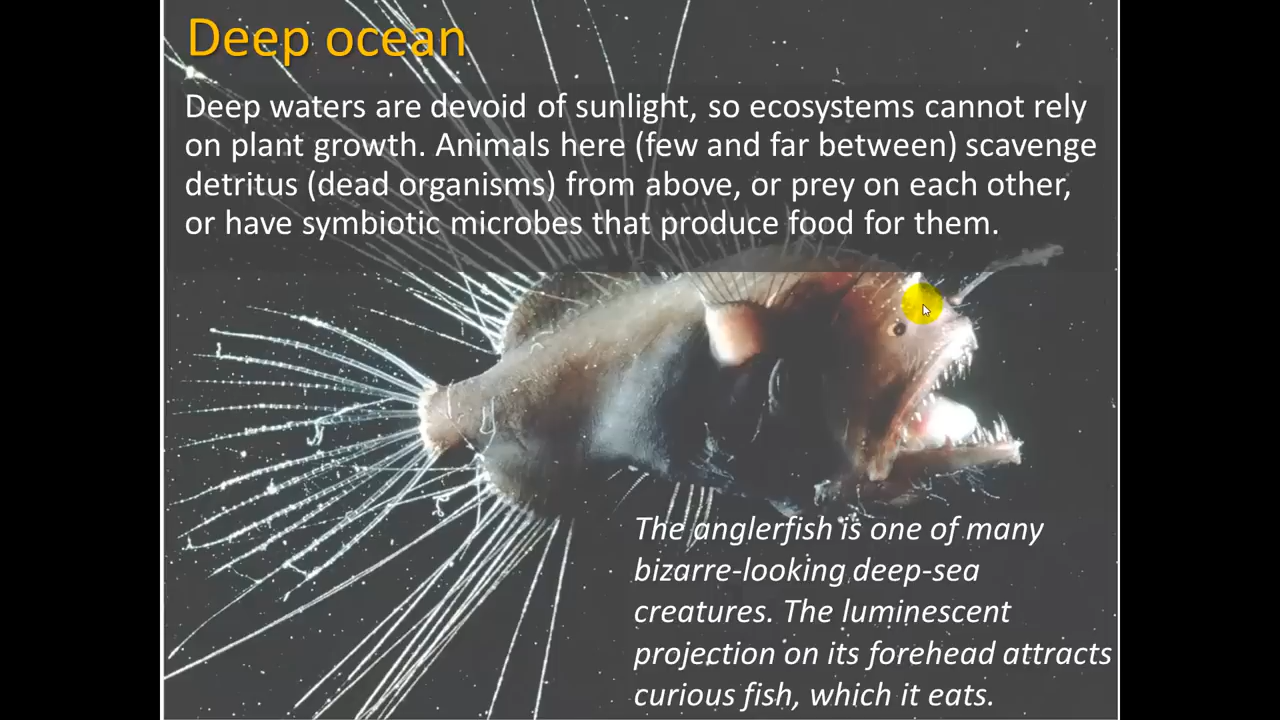 Deep ocean
Deep waters are devoid of sunlight, so ecosystems cannot rely
on plant growth. Animals here (few and far between) scavenge
detritus (dead organisms) from above, or prey on each other,
or have symbiotic microbes that produce food for them.
The anglerfish is one of many
bizarre-looking deep-sea
creatures. The luminescent
projection on its forehead attracts
curious fish, which it eats.